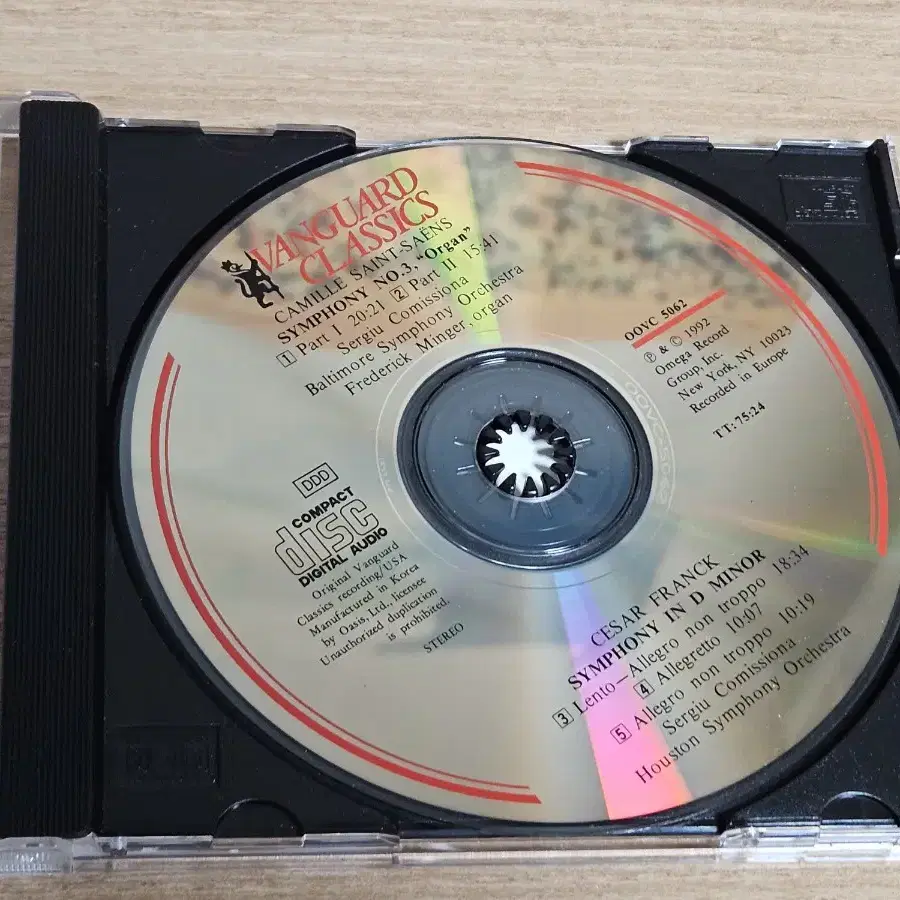 VANGUARD
CLASSICS
CAMILLE SAINT-SAËNS
SYMPHONY NO.3, "Organ"
1 Part I 20:21 2 Part II 15:41
Sergiu Comissiona
Baltimore Symphony Orchestra
Frederick Minger, organ
OOVC 5062
℗ & © 1992
Omega Record
Group, Inc.
New York, NY 10023
Recorded in Europe
TT: 75:24
DDD
COMPACT
disc
DIGITAL AUDIO
Original Vanguard
Classics recording/USA
Manufactured in Korea
by Oasis, Ltd., licensee
Unauthorized duplication
is prohibited.
STEREO
CESAR FRANCK
SYMPHONY IN D MINOR
3 Lento—Allegro non troppo 18:34
4 Allegretto 10:07
5 Allegro non troppo 10:19
Sergiu Comissiona
Houston Symphony Orchestra